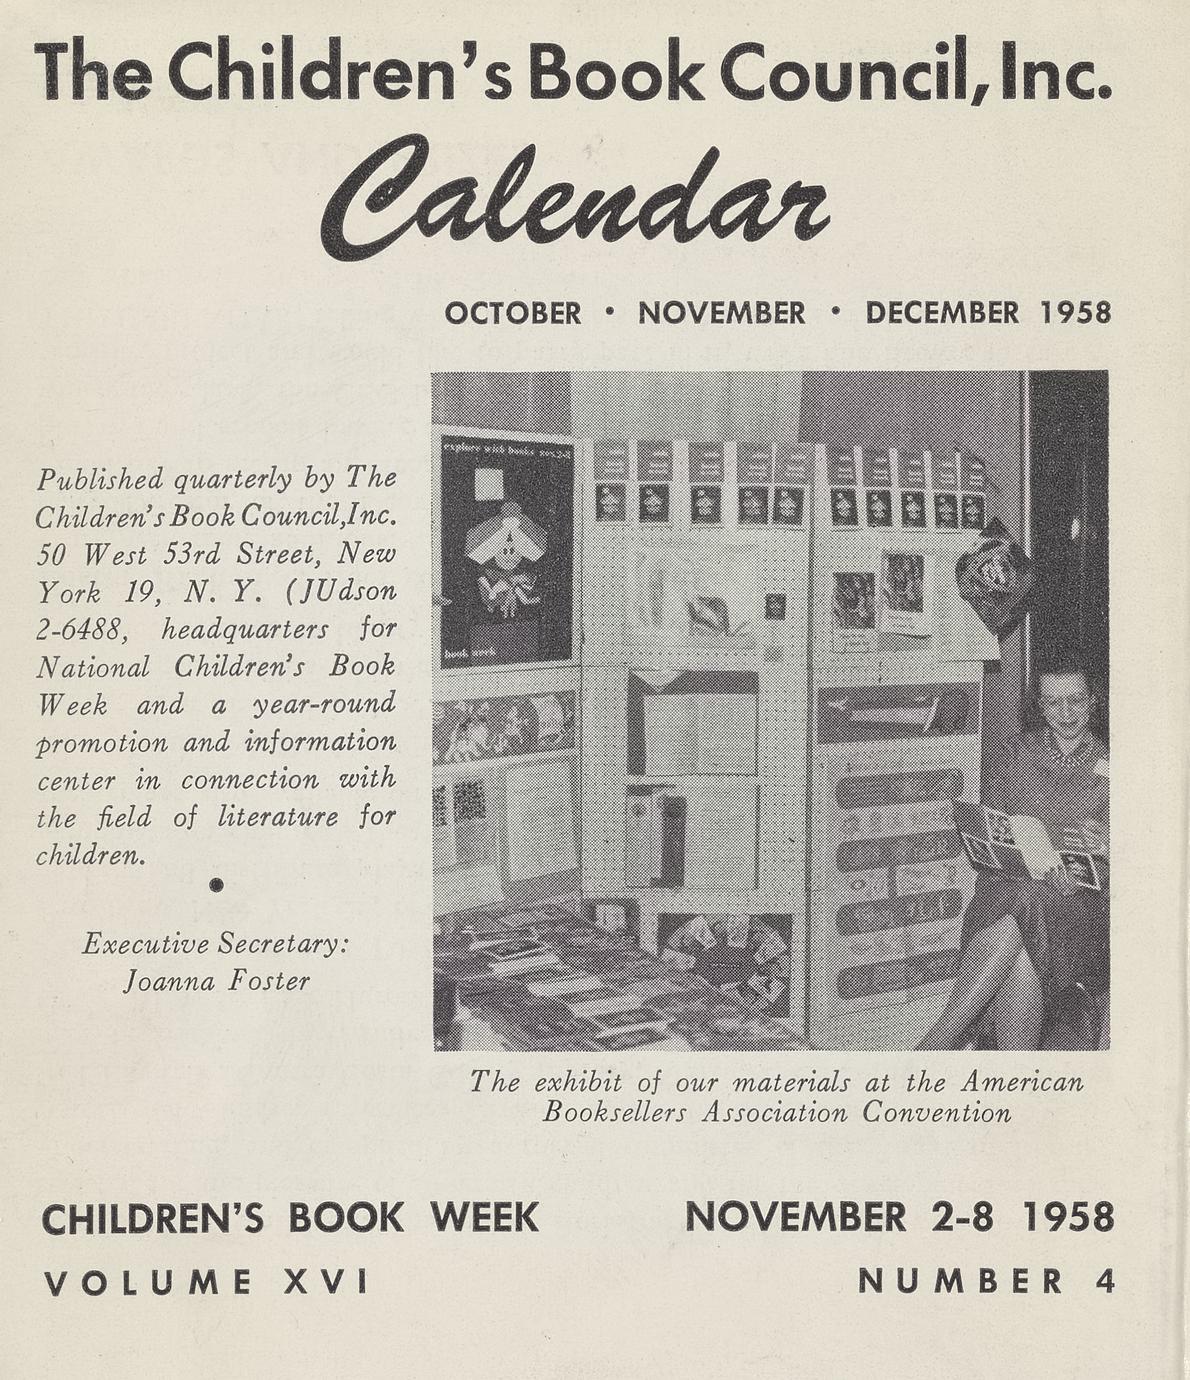 The Children's Book Council, Inc.
Calendar
OCTOBER • NOVEMBER • DECEMBER 1958
Published quarterly by The
Children's Book Council,Inc.
50 West 53rd Street, New
York 19, N. Y. (JUdson
2-6488, headquarters for
National Children's Book
Week and a year-round
promotion and information
center in connection with
the field of literature for
children.
•
Executive Secretary:
Joanna Foster
explore with books nov. 2-8
book week
The exhibit of our materials at the American
Booksellers Association Convention
CHILDREN'S BOOK WEEK NOVEMBER 2-8 1958
VOLUME XVI NUMBER 4